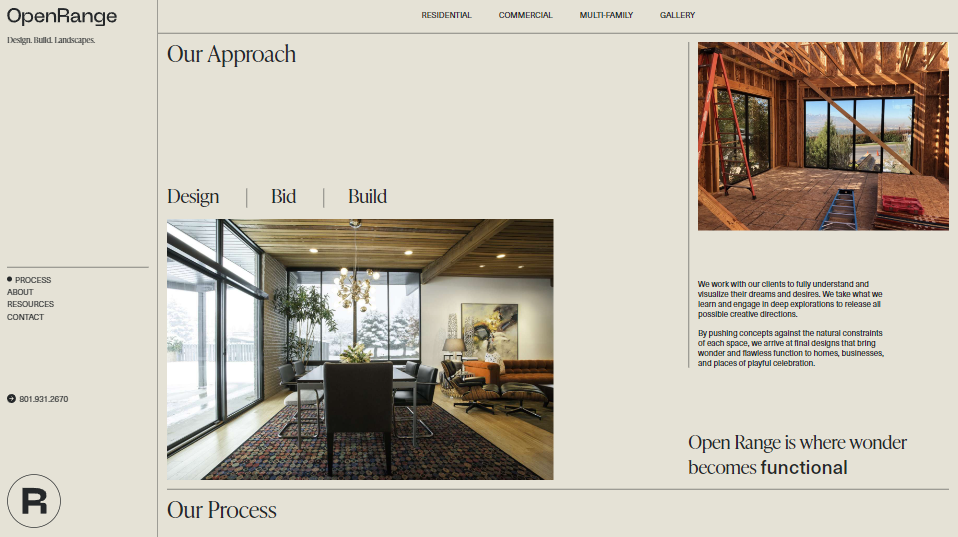 OpenRange
Design. Build. Landscapes.
RESIDENTIAL
COMMERCIAL
MULTI-FAMILY
GALLERY
Our Approach
Design
Bid
Build
We work with our clients to fully understand and
visualize their dreams and desires. We take what we
learn and engage in deep explorations to release all
possible creative directions.
By pushing concepts against the natural constraints
of each space, we arrive at final designs that bring
wonder and flawless function to homes, businesses,
and places of playful celebration.
PROCESS
ABOUT
RESOURCES
CONTACT
801.931.2670
Open Range is where wonder
becomes functional
R
Our Process